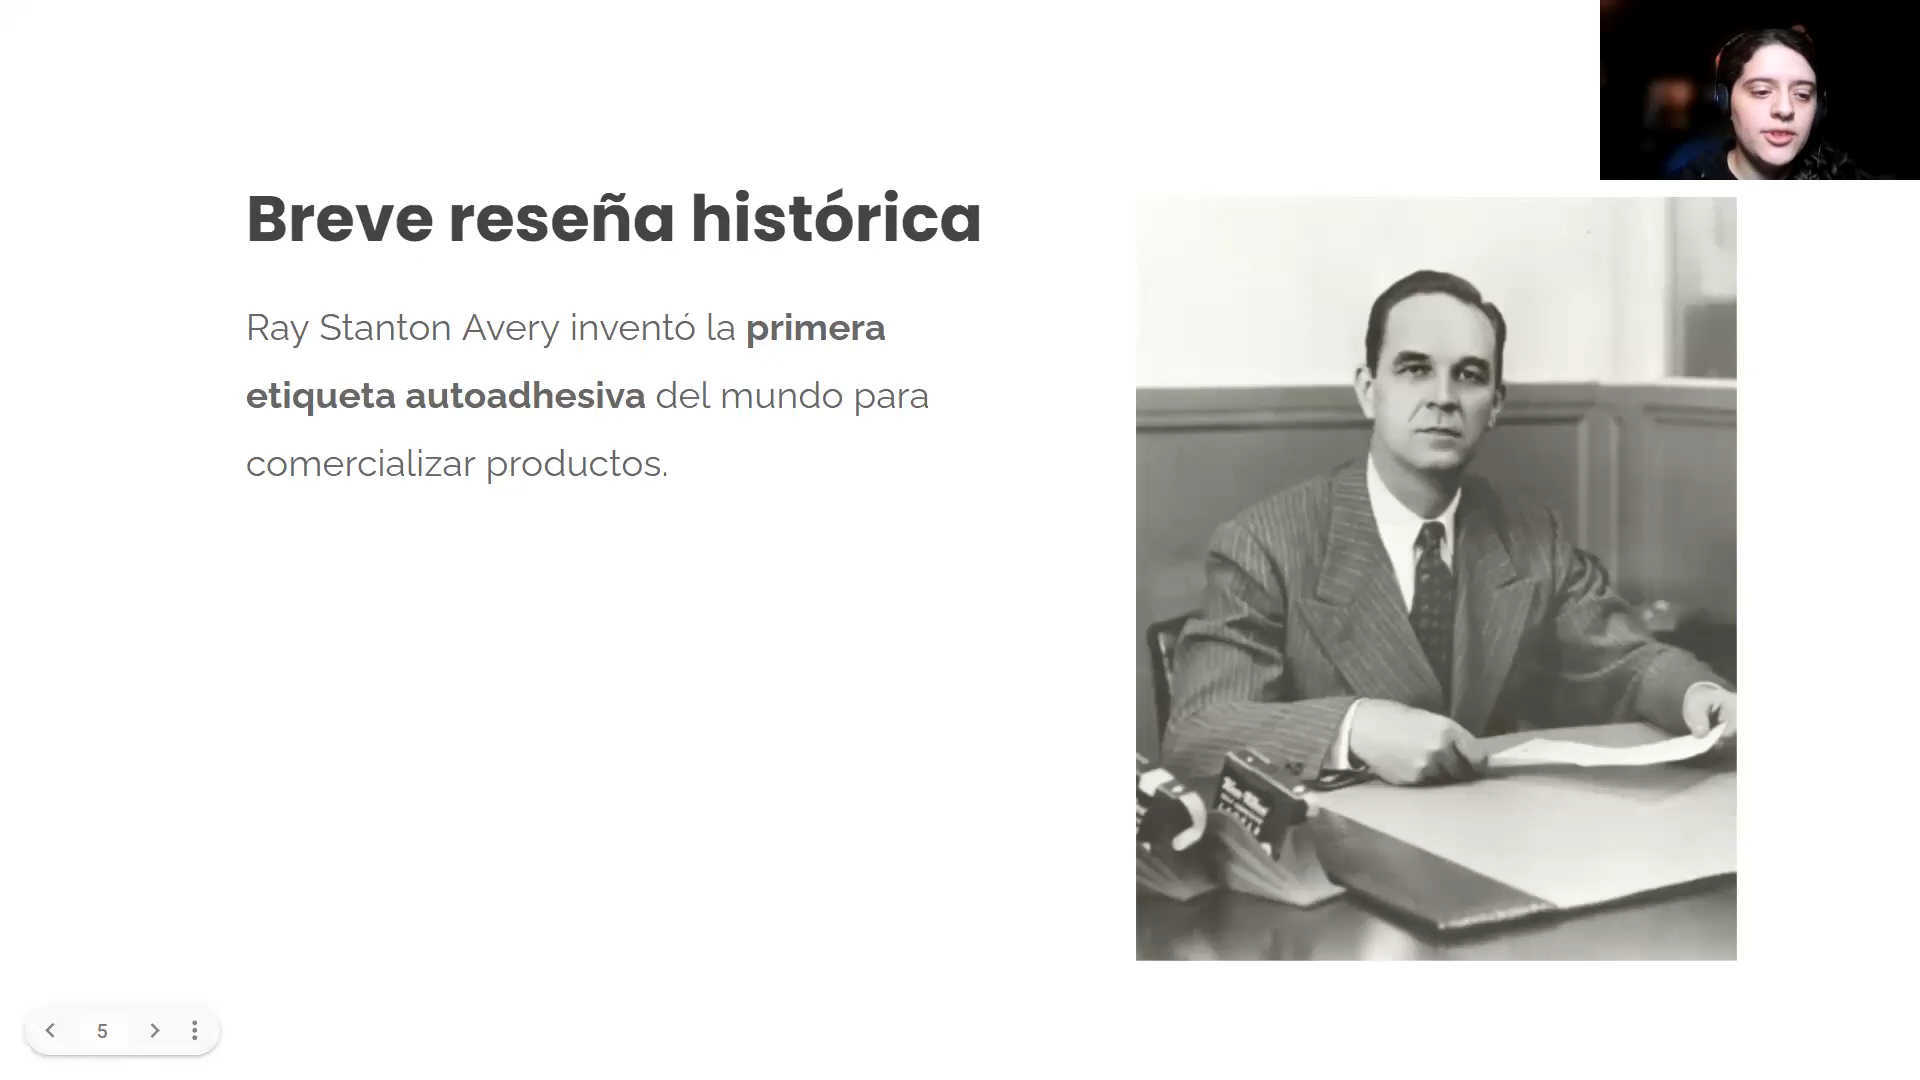 Breve reseña histórica
Ray Stanton Avery inventó la primera
etiqueta autoadhesiva del mundo para
comercializar productos.
5